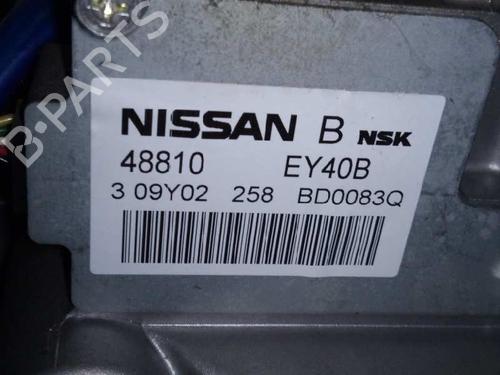 NISSAN B NSK
48810 EY40B
3 09Y02 258 BD0083Q
B-PARTS